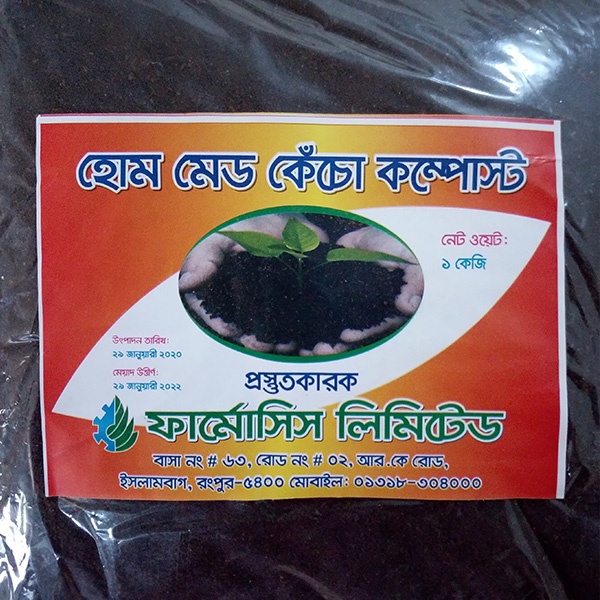 হোম মেড কেঁচো কম্পোস্ট
নেট ওয়েট:
১ কেজি
উৎপাদন তারিখ:
২৯ জানুয়ারী ২০২০
মেয়াদ উত্তীর্ণ:
২৯ জানুয়ারী ২০২২
প্রস্তুতকারক
ফার্মোসিস লিমিটেড
বাসা নং # ৬৩, রোড নং # ০২, আর.কে রোড,
ইসলামবাগ, রংপুর-৫৪০০ মোবাইল: ০১৩১৮-৩০৪০০০